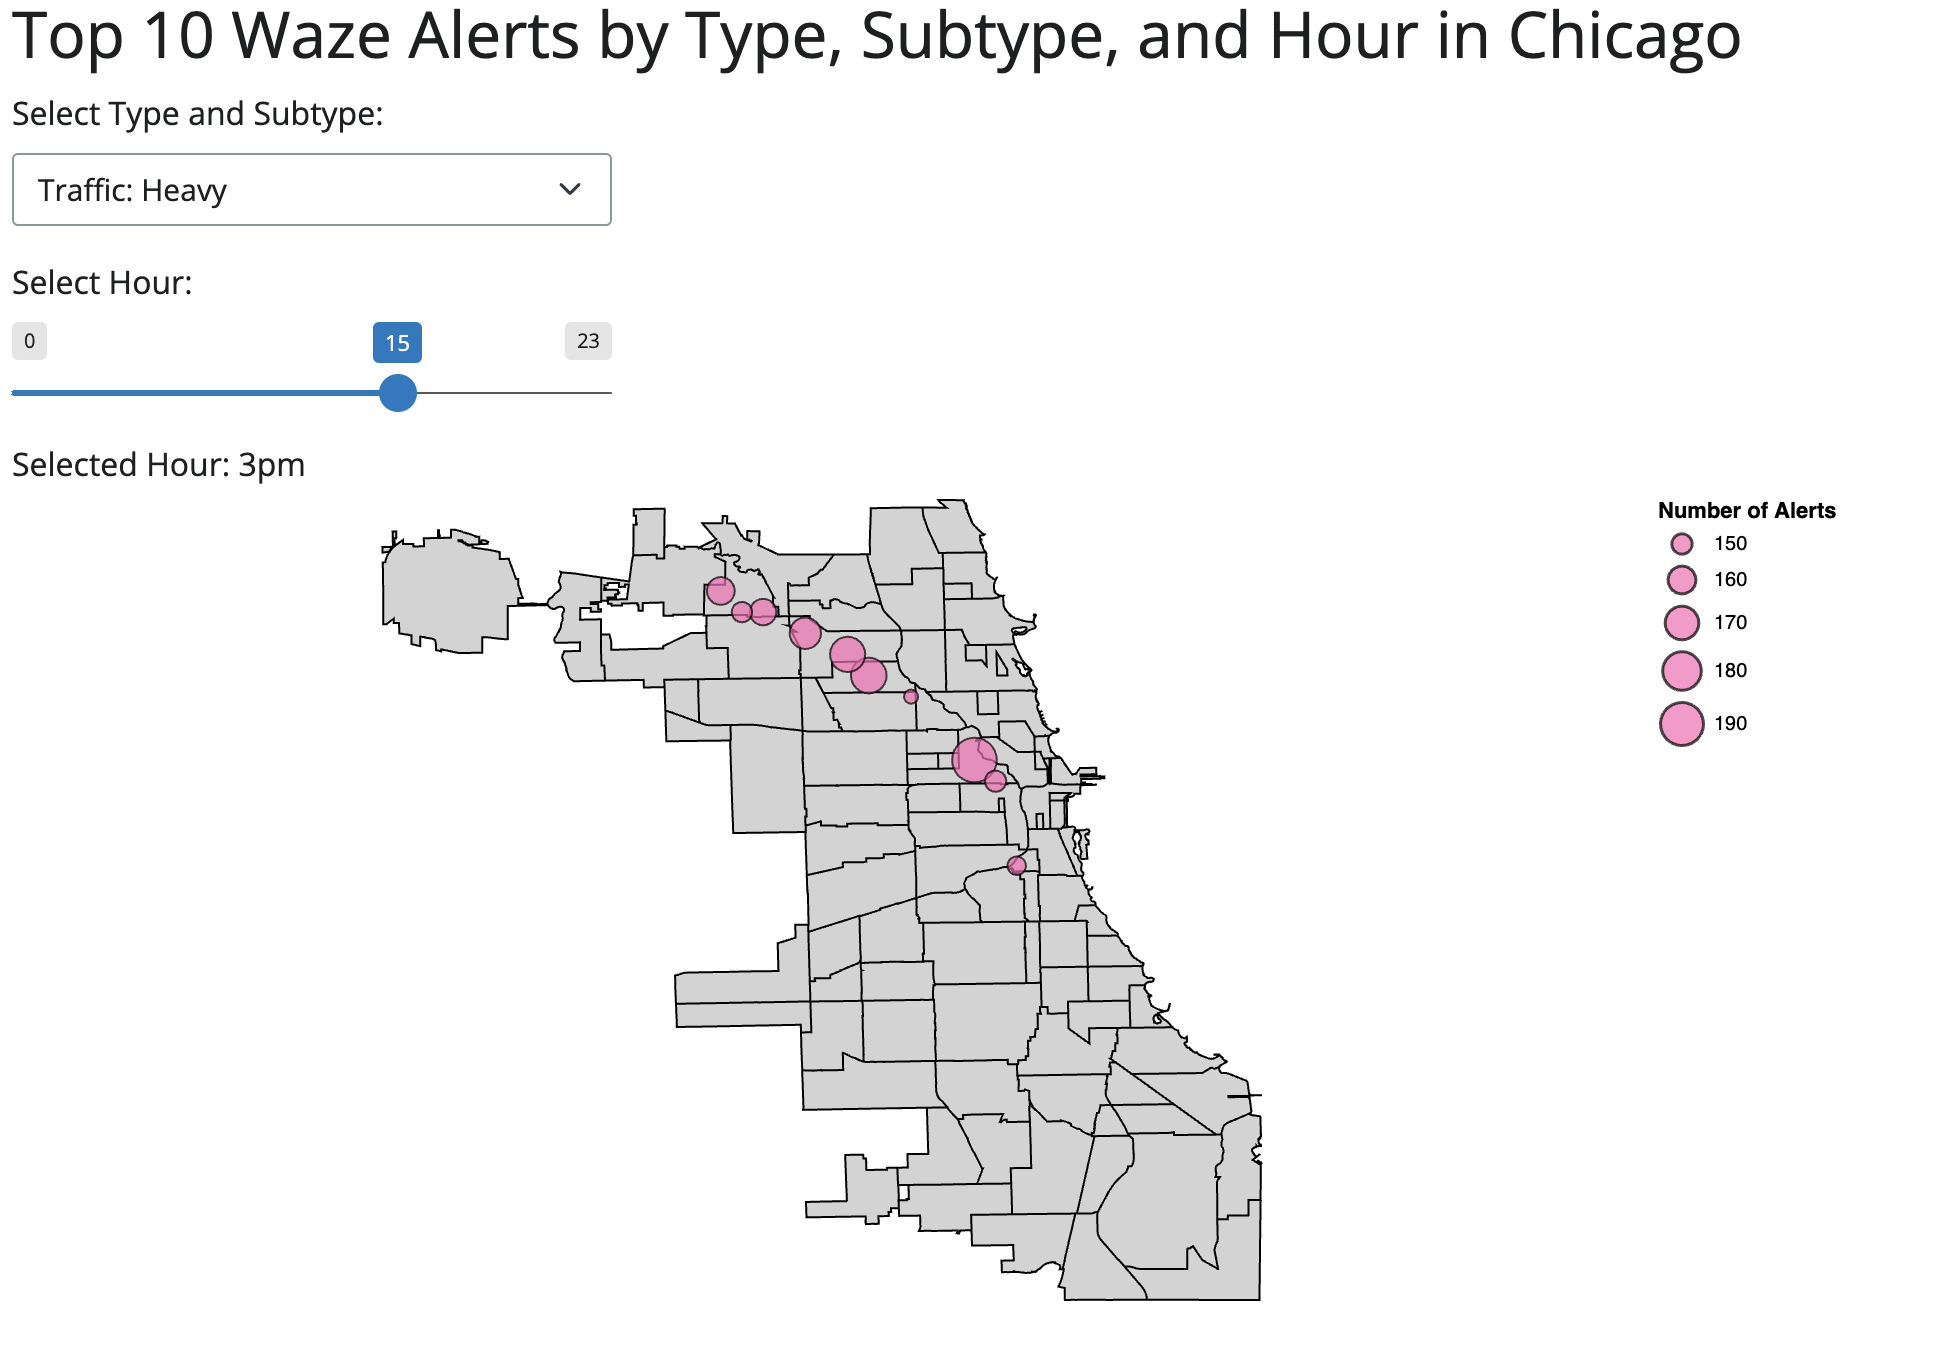 Top 10 Waze Alerts by Type, Subtype, and Hour in Chicago
Select Type and Subtype:
Traffic: Heavy
Select Hour:
0 15 23
Selected Hour: 3pm
Number of Alerts
150
160
170
180
190